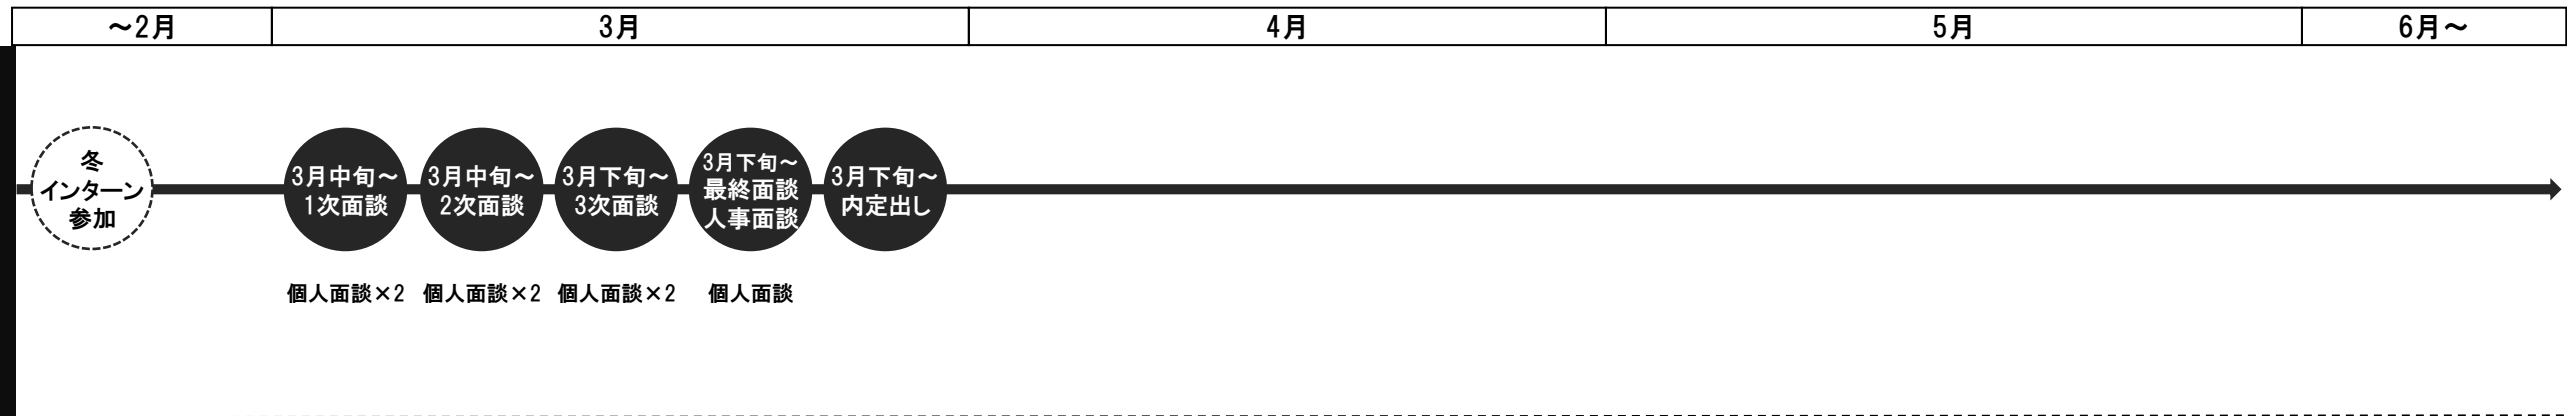 ～2月
3月
4月
5月
6月～
冬
インターン
参加
3月中旬～
1次面談
3月中旬～
2次面談
3月下旬～
3次面談
3月下旬～
最終面談
人事面談
3月下旬～
内定出し
個人面談×2
個人面談×2
個人面談×2
個人面談